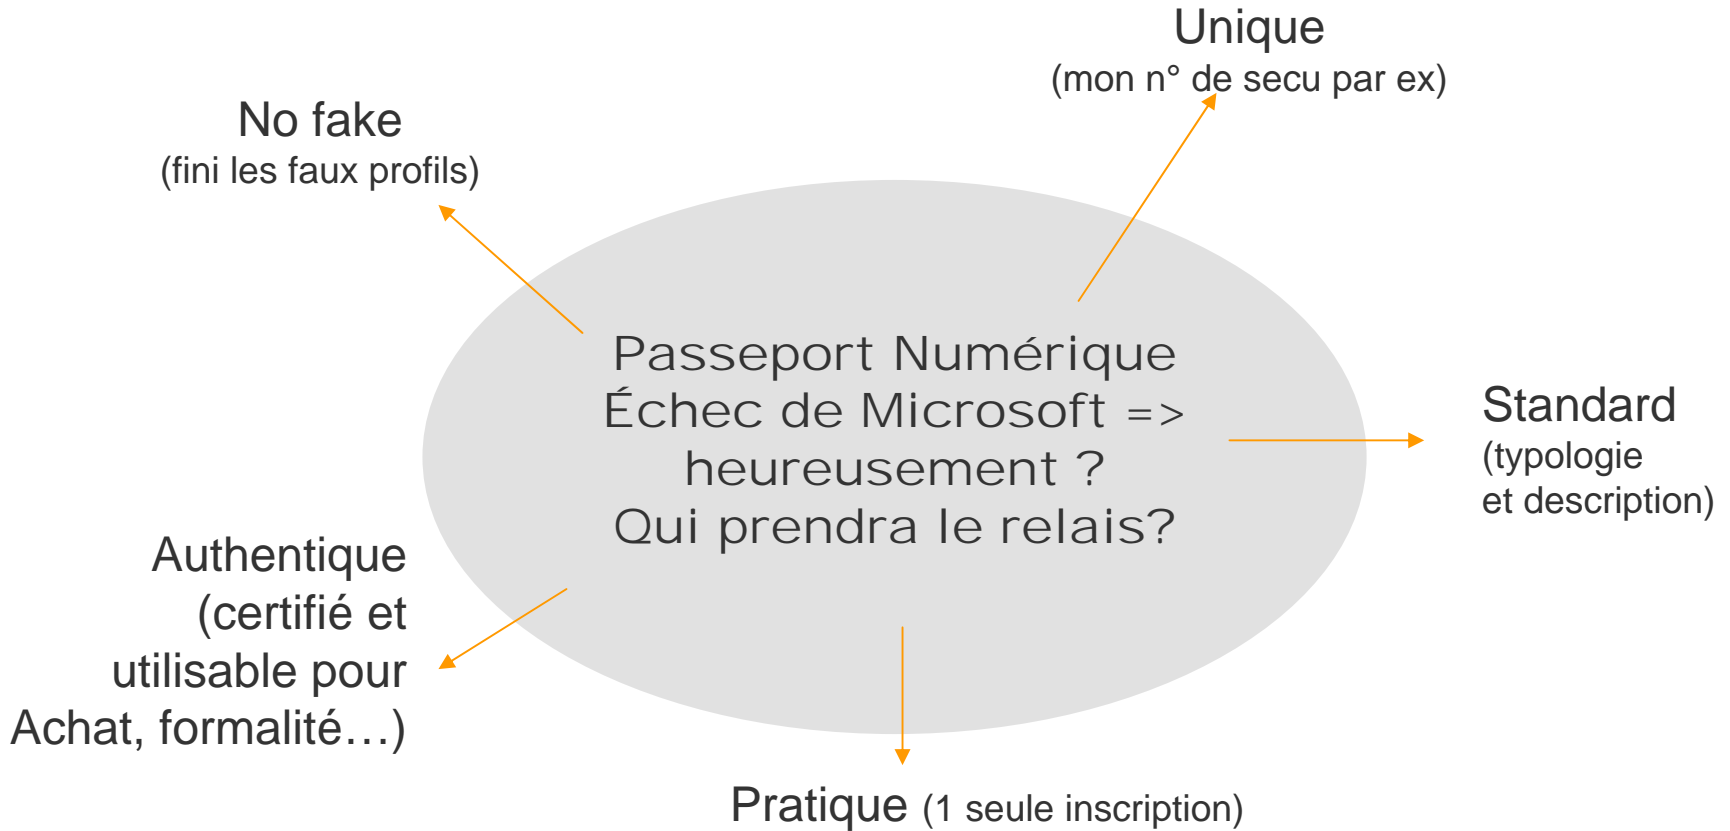 Unique
(mon n° de secu par ex)
No fake
(fini les faux profils)
Passeport Numérique
Échec de Microsoft =>
heureusement ?
Qui prendra le relais?
Standard
(typologie
et description)
Authentique
(certifié et
utilisable pour
Achat, formalité…)
Pratique (1 seule inscription)